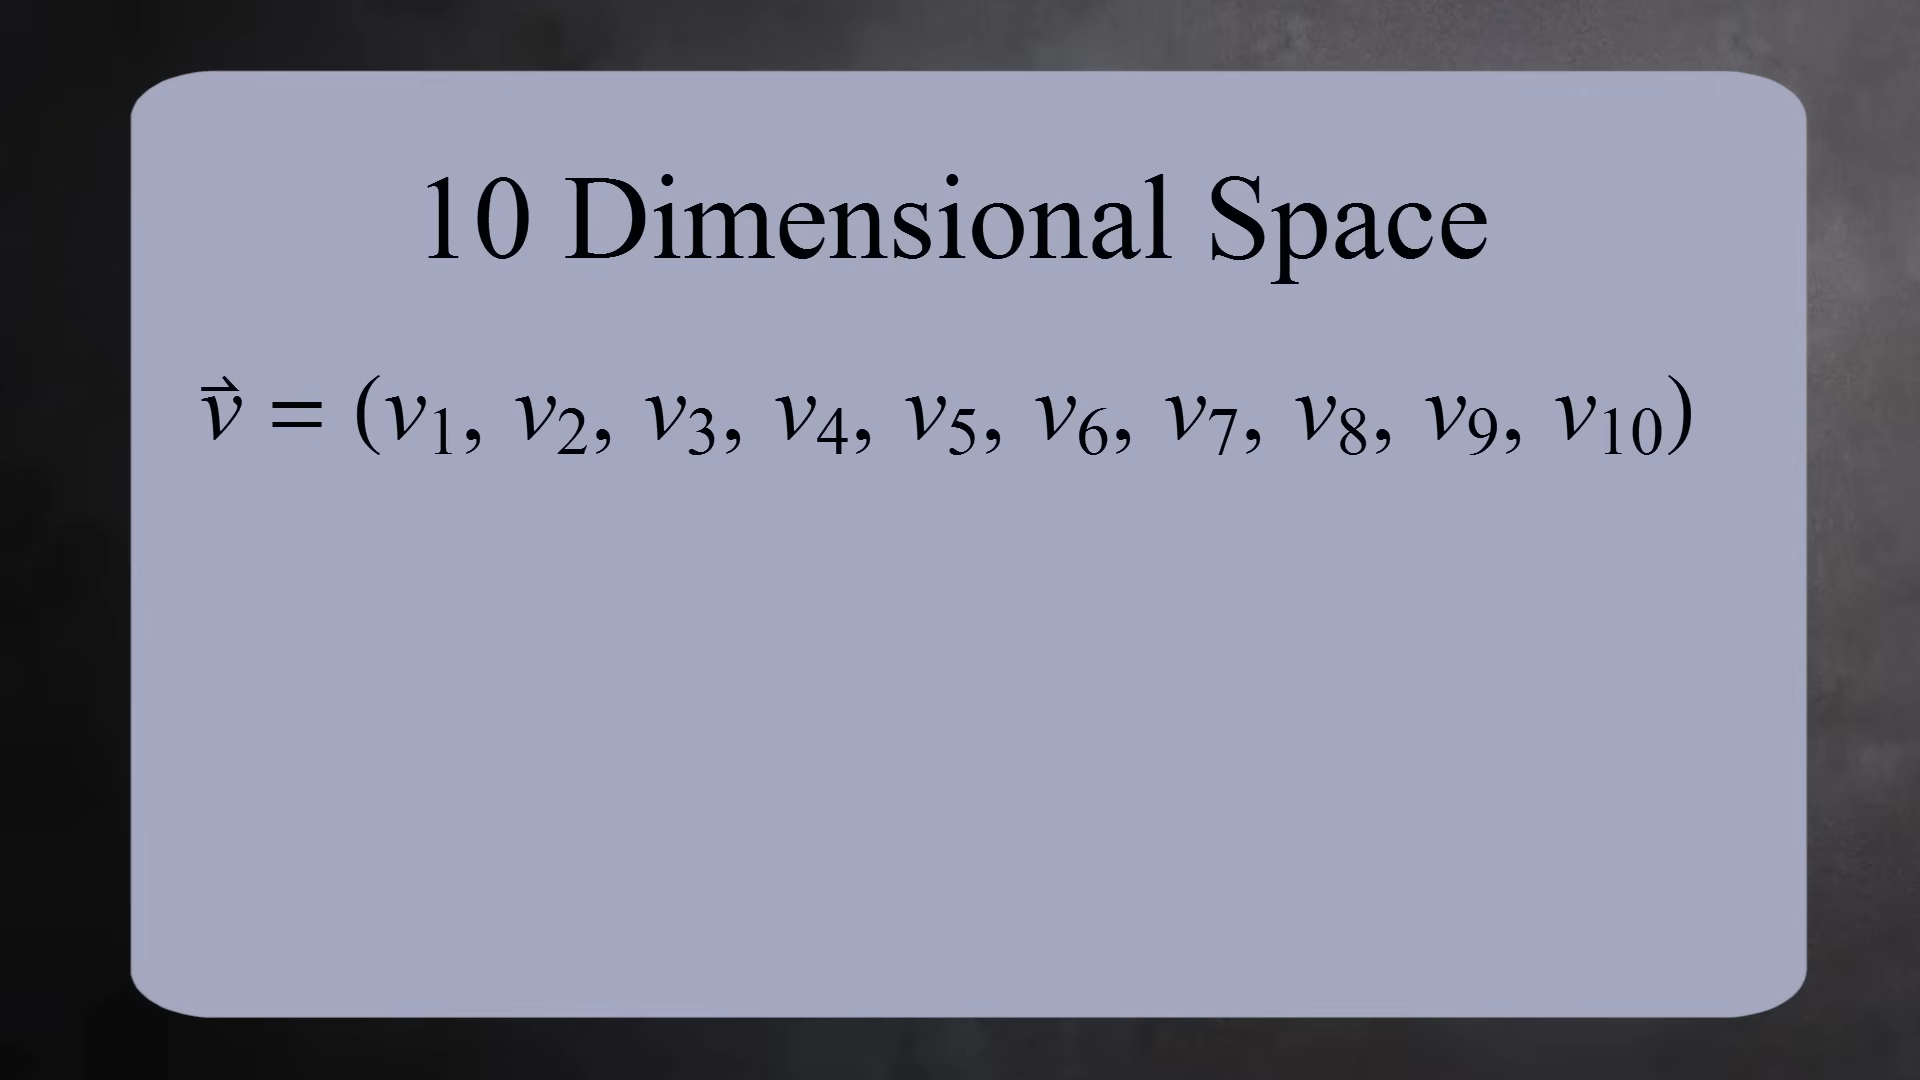 10 Dimensional Space
v⃗ = (v₁, v₂, v₃, v₄, v₅, v₆, v₇, v₈, v₉, v₁₀)